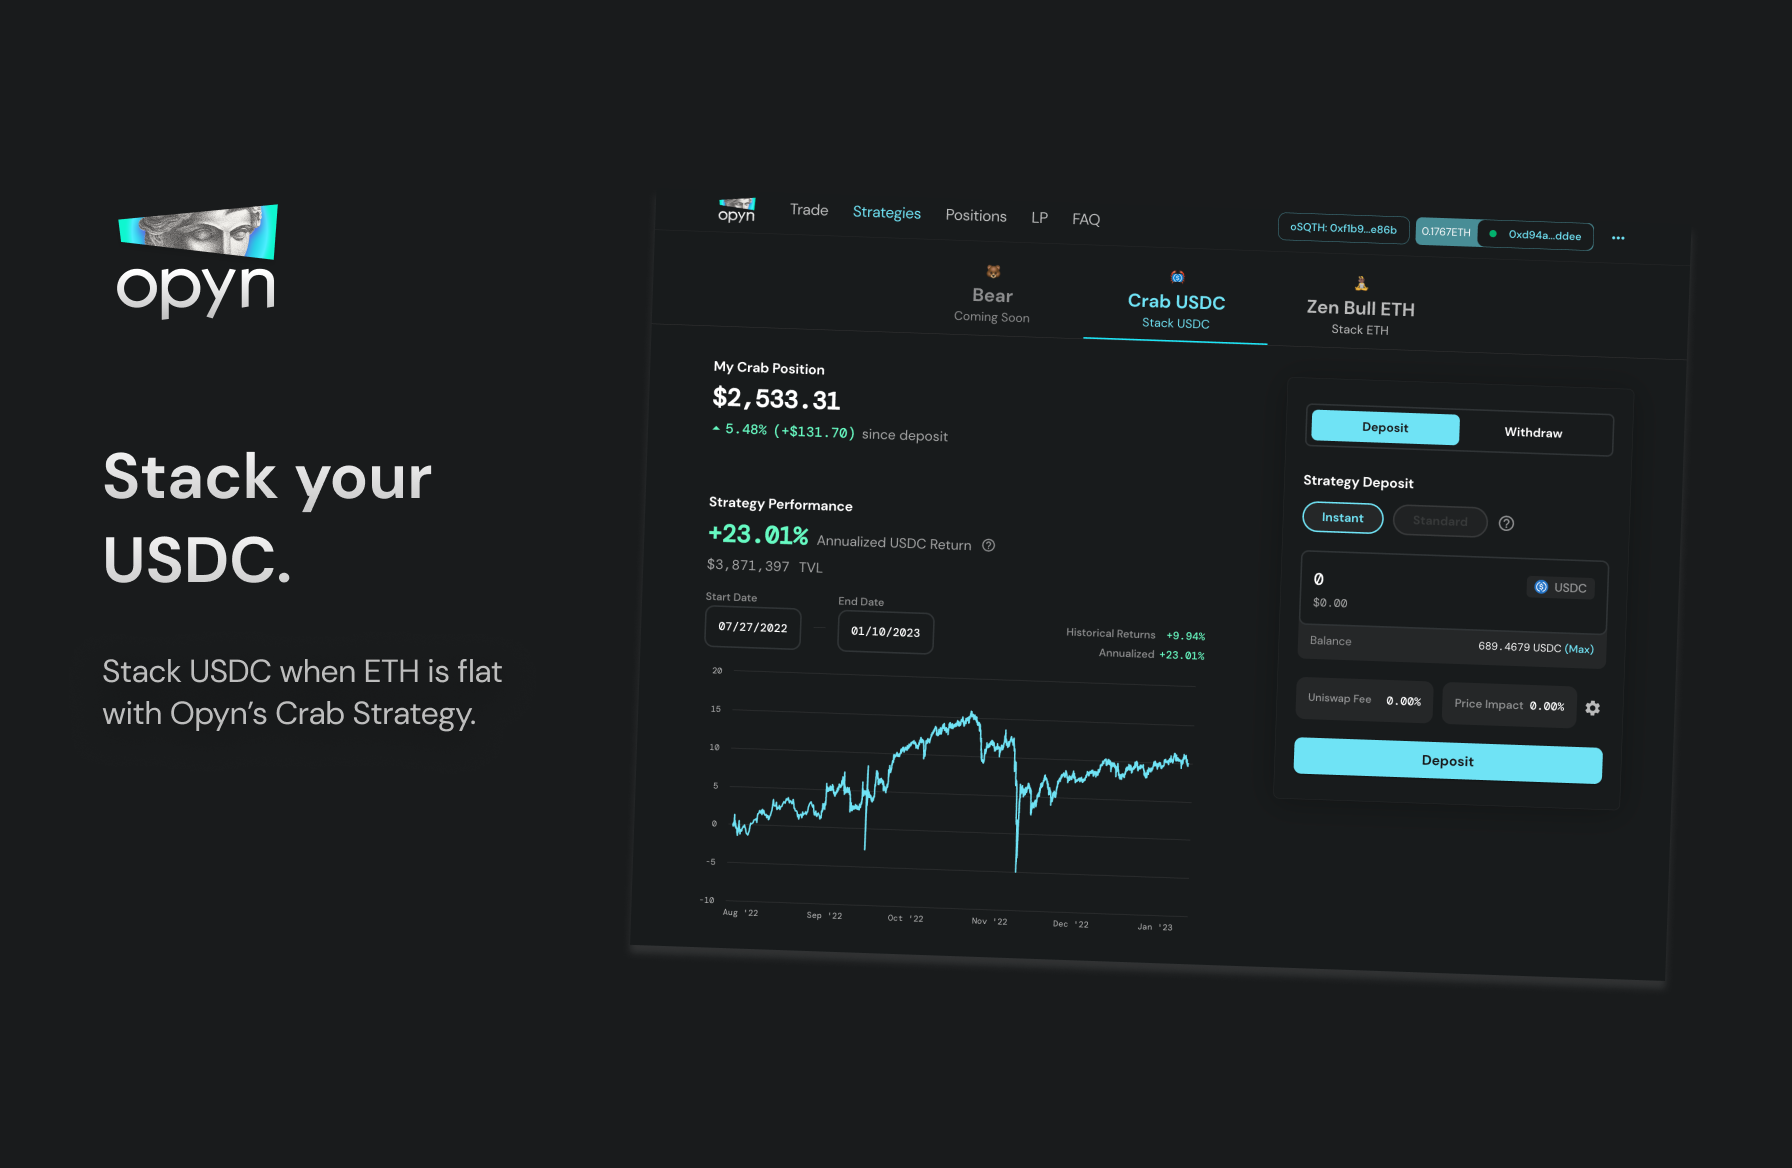 opyn
Stack your
USDC.
Stack USDC when ETH is flat
with Opyn’s Crab Strategy.
opyn
Trade Strategies Positions LP FAQ
oSQTH: 0xf1b9...e86b 0.1767ETH 0xd94a...ddee
Bear
Coming Soon
Crab USDC
Stack USDC
Zen Bull ETH
Stack ETH
My Crab Position
$2,533.31
5.48% (+$131.70) since deposit
Strategy Performance
+23.01% Annualized USDC Return
$3,871,397 TVL
Start Date
07/27/2022
End Date
01/10/2023
Historical Returns +9.94%
Annualized +23.01%
20
15
10
5
0
-5
-10
Aug '22 Sep '22 Oct '22 Nov '22 Dec '22 Jan '23
Deposit Withdraw
Strategy Deposit
Instant Standard
0 USDC
$0.00
Balance 689.4679 USDC (Max)
Uniswap Fee 0.00% Price Impact 0.00%
Deposit